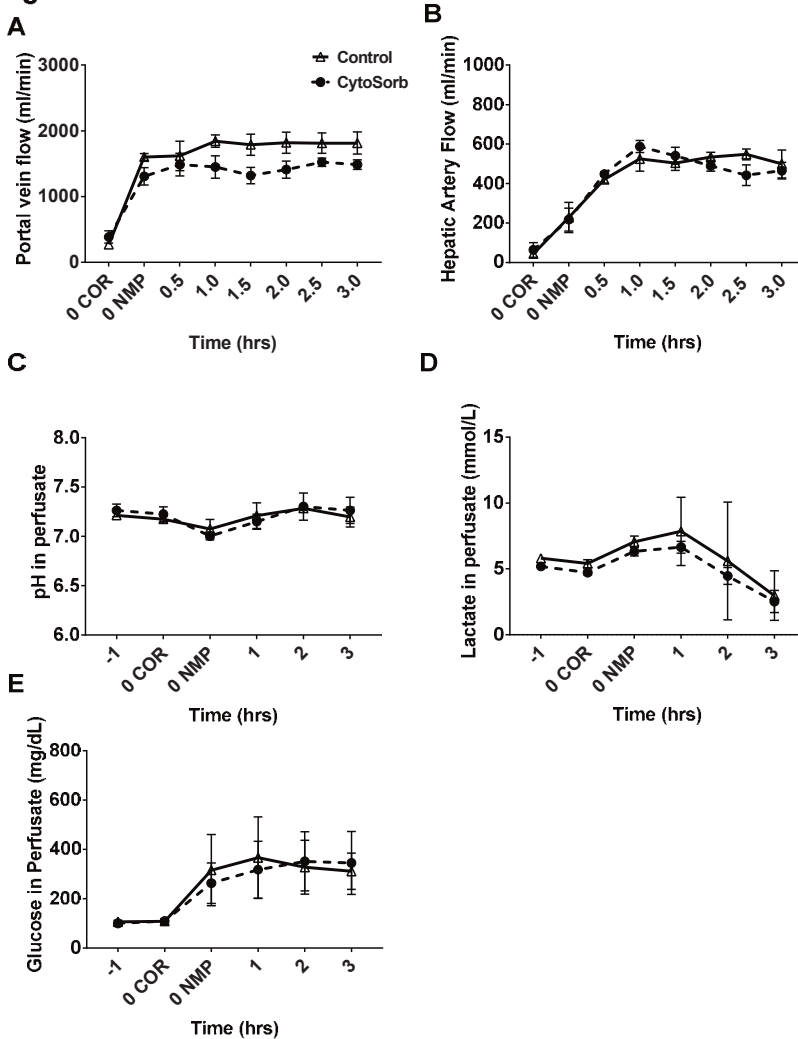 A
Portal vein flow (ml/min)
3000
2000
1000
0
0 COR
0 NMP
0.5
1.0
1.5
2.0
2.5
3.0
Time (hrs)
Control
CytoSorb
B
Hepatic Artery Flow (ml/min)
1000
800
600
400
200
0
0 COR
0 NMP
0.5
1.0
1.5
2.0
2.5
3.0
Time (hrs)
C
pH in perfusate
8.0
7.5
7.0
6.5
6.0
-1
0 COR
0 NMP
1
2
3
Time (hrs)
D
Lactate in perfusate (mmol/L)
15
10
5
0
-1
0 COR
0 NMP
1
2
3
Time (hrs)
E
Glucose in Perfusate (mg/dL)
800
600
400
200
0
-1
0 COR
0 NMP
1
2
3
Time (hrs)